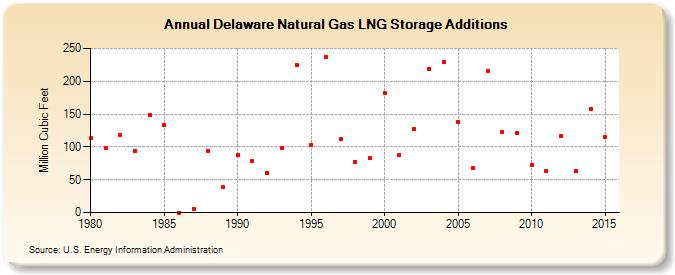 Annual Delaware Natural Gas LNG Storage Additions
Million Cubic Feet
250
200
150
100
50
0
1980 1985 1990 1995 2000 2005 2010 2015
Source: U.S. Energy Information Administration